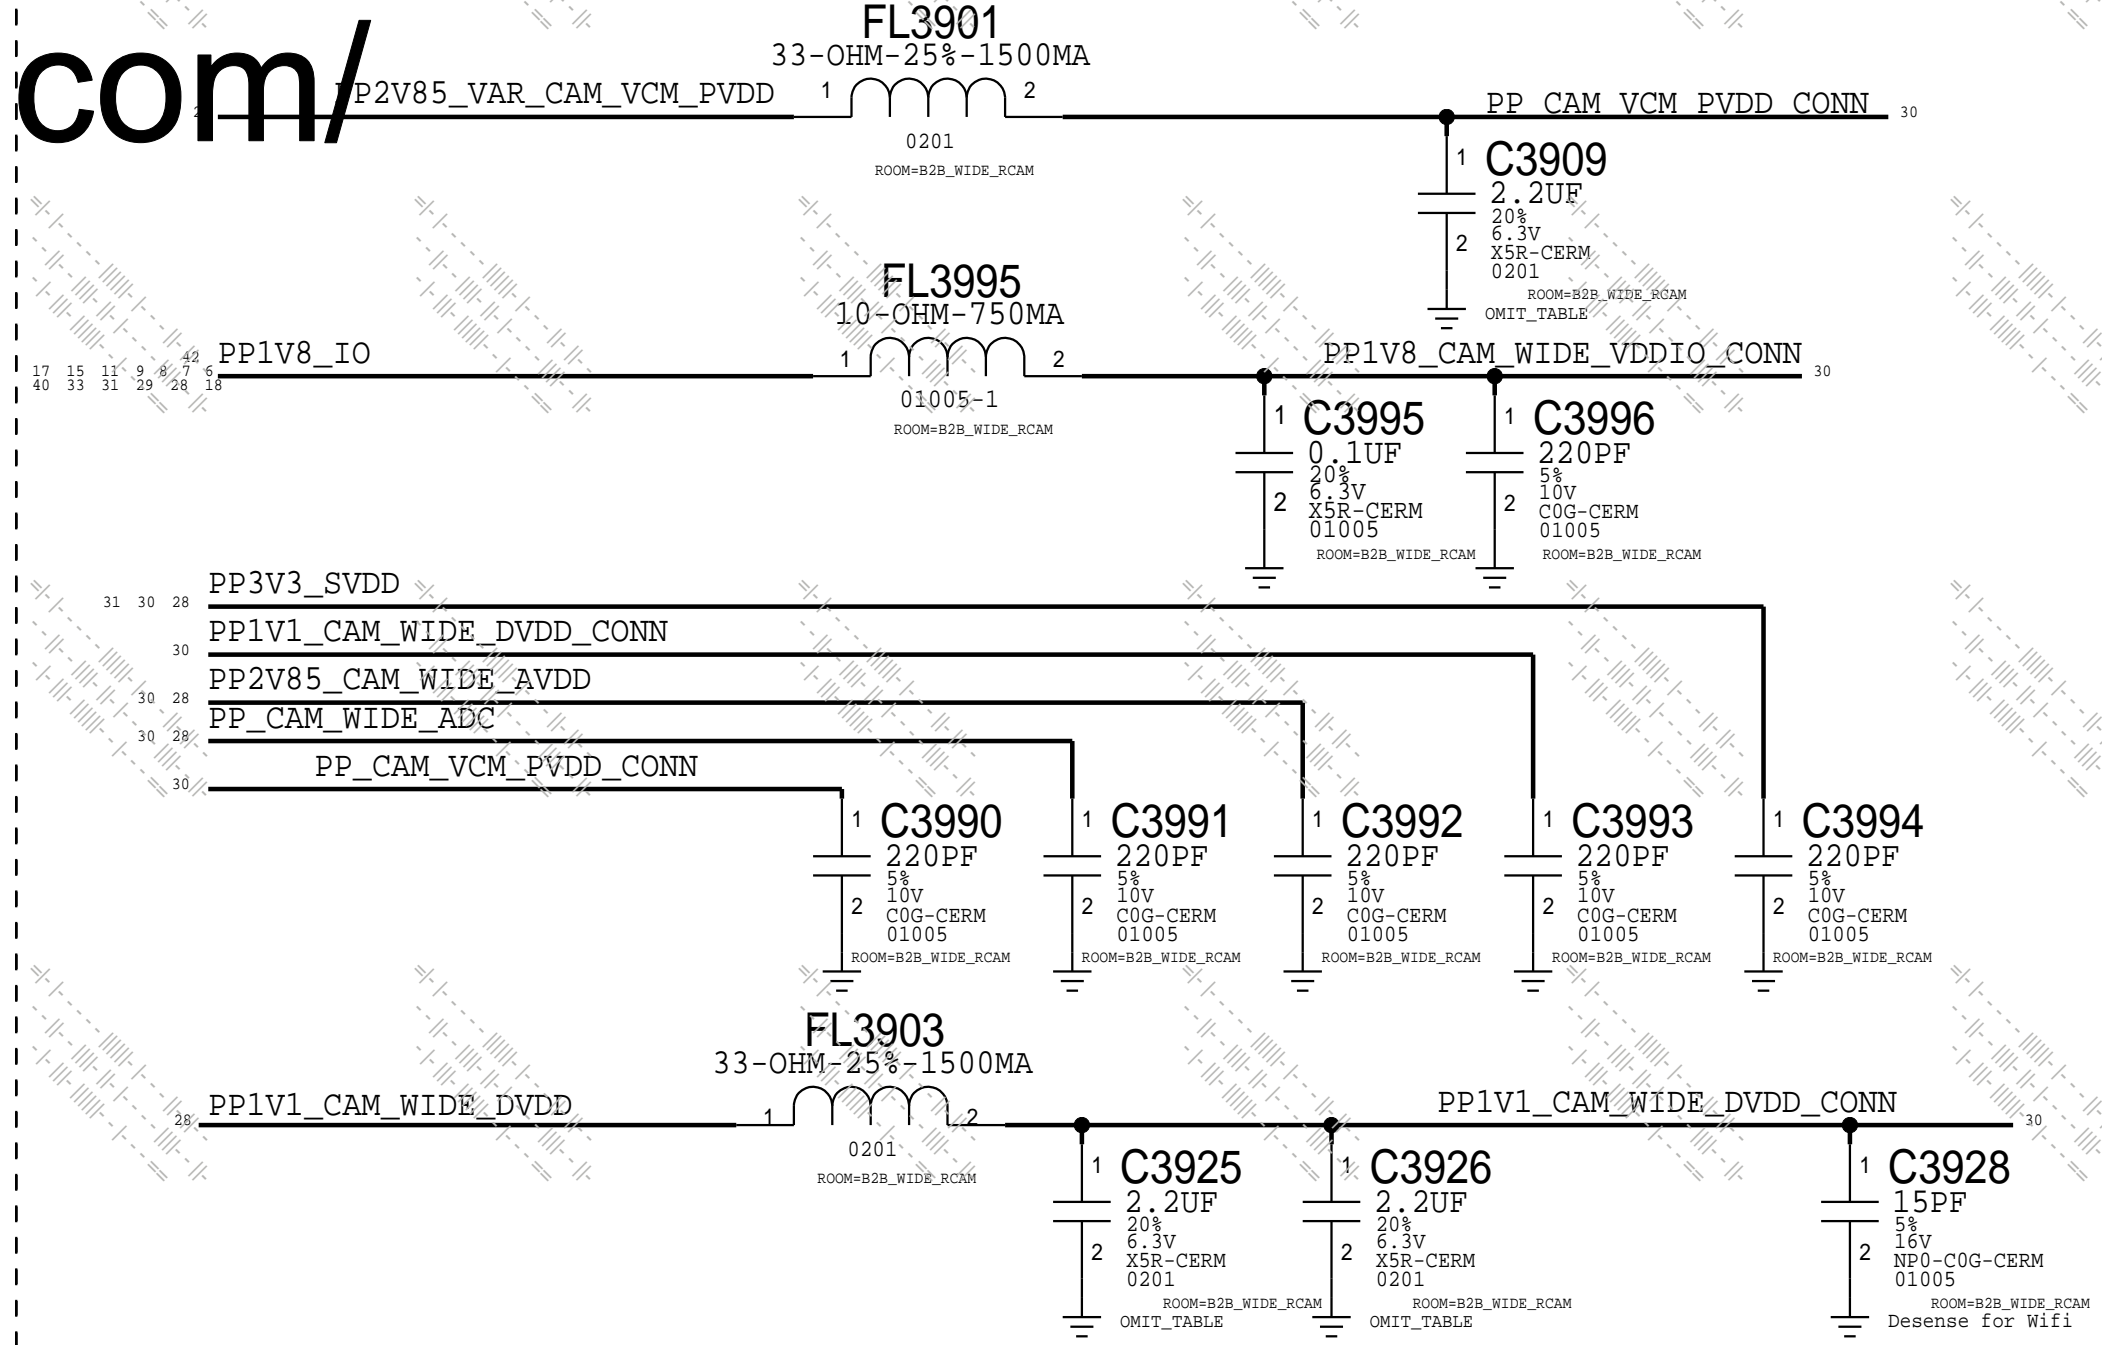 com/
FL3901
33-OHM-25%-1500MA
PP2V85_VAR_CAM_VCM_PVDD
1
2
0201
ROOM=B2B_WIDE_RCAM
PP_CAM_VCM_PVDD_CONN
30
1
C3909
2.2UF
20%
6.3V
2
X5R-CERM
0201
ROOM=B2B_WIDE_RCAM
OMIT_TABLE
FL3995
10-OHM-750MA
42
PP1V8_IO
17 15 11 9 8 7 6
40 33 31 29 28 18
1
2
01005-1
ROOM=B2B_WIDE_RCAM
PP1V8_CAM_WIDE_VDDIO_CONN
30
1
C3995
0.1UF
20%
6.3V
2
X5R-CERM
01005
ROOM=B2B_WIDE_RCAM
1
C3996
220PF
5%
10V
2
C0G-CERM
01005
ROOM=B2B_WIDE_RCAM
PP3V3_SVDD
31 30 28
PP1V1_CAM_WIDE_DVDD_CONN
30
PP2V85_CAM_WIDE_AVDD
30 28
PP_CAM_WIDE_ADC
30 28
PP_CAM_VCM_PVDD_CONN
30
1
C3990
220PF
5%
10V
2
C0G-CERM
01005
ROOM=B2B_WIDE_RCAM
1
C3991
220PF
5%
10V
2
C0G-CERM
01005
ROOM=B2B_WIDE_RCAM
1
C3992
220PF
5%
10V
2
C0G-CERM
01005
ROOM=B2B_WIDE_RCAM
1
C3993
220PF
5%
10V
2
C0G-CERM
01005
ROOM=B2B_WIDE_RCAM
1
C3994
220PF
5%
10V
2
C0G-CERM
01005
ROOM=B2B_WIDE_RCAM
FL3903
33-OHM-25%-1500MA
28
PP1V1_CAM_WIDE_DVDD
1
2
0201
ROOM=B2B_WIDE_RCAM
PP1V1_CAM_WIDE_DVDD_CONN
30
1
C3925
2.2UF
20%
6.3V
2
X5R-CERM
0201
ROOM=B2B_WIDE_RCAM
OMIT_TABLE
1
C3926
2.2UF
20%
6.3V
2
X5R-CERM
0201
ROOM=B2B_WIDE_RCAM
OMIT_TABLE
1
C3928
15PF
5%
16V
2
NP0-C0G-CERM
01005
ROOM=B2B_WIDE_RCAM
Desense for Wifi